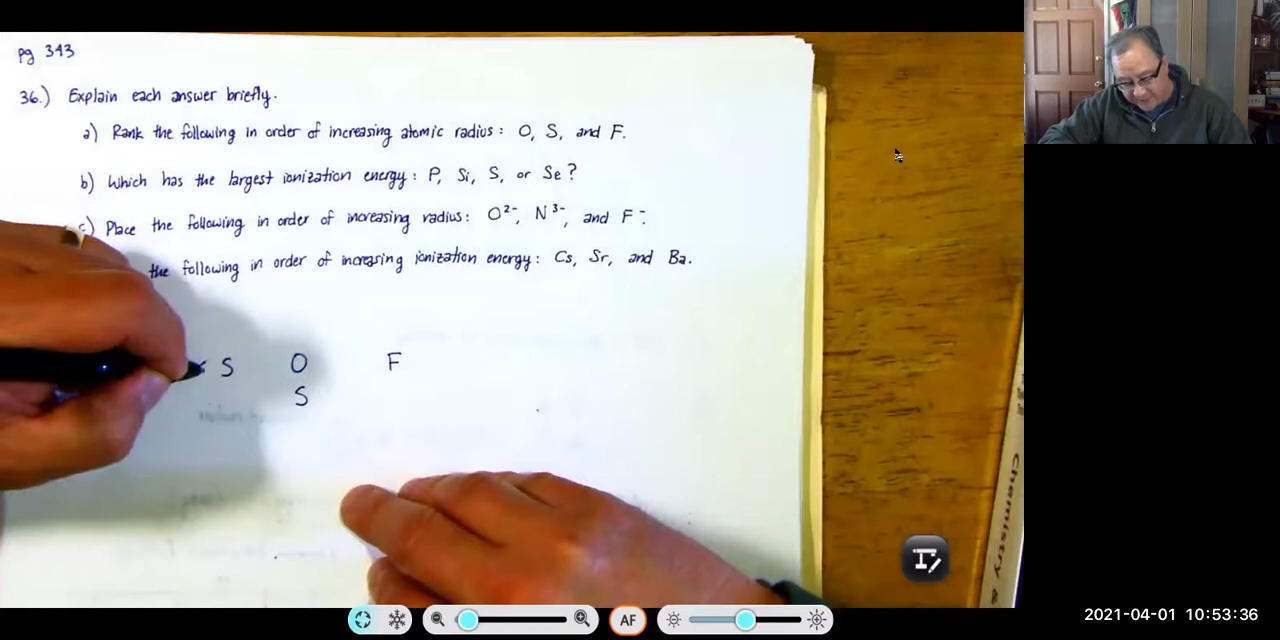 pg 343
36.) Explain each answer briefly.
a) Rank the following in order of increasing atomic radius: O, S, and F.
b) Which has the largest ionization energy: P, Si, S, or Se?
c) Place the following in order of increasing radius: O²⁻, N³⁻, and F⁻.
the following in order of increasing ionization energy: Cs, Sr, and Ba.
< S O F
S
Chemistry &
AF
2021-04-01 10:53:36